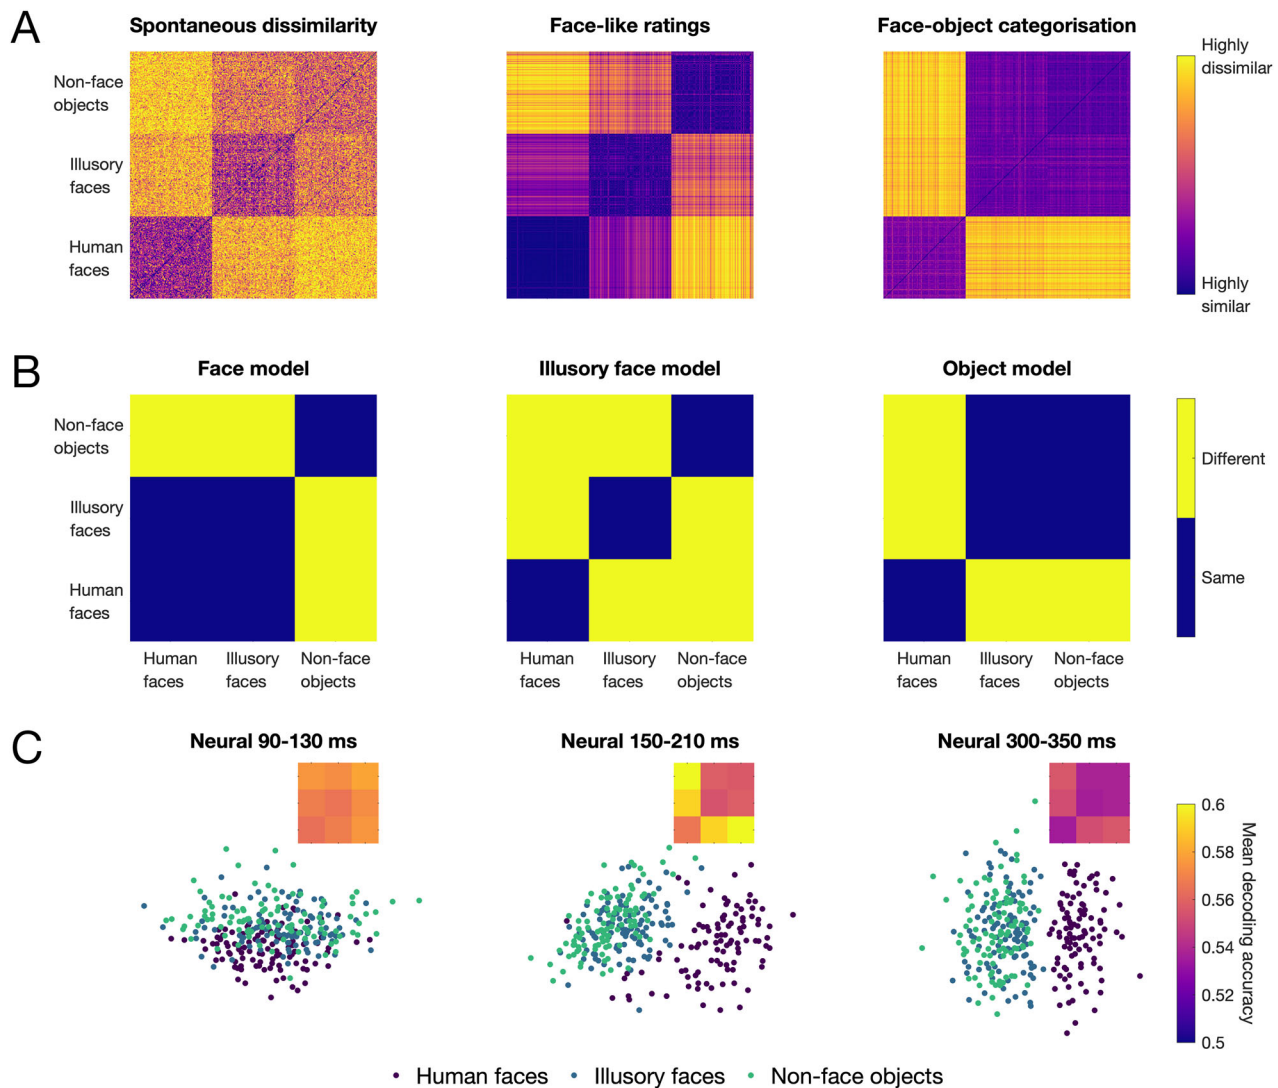 A
Spontaneous dissimilarity
Face-like ratings
Face-object categorisation
Non-face
objects
Illusory
faces
Human
faces
Highly
dissimilar
Highly
similar
B
Face model
Illusory face model
Object model
Non-face
objects
Illusory
faces
Human
faces
Different
Same
Human
faces
Illusory
faces
Non-face
objects
Human
faces
Illusory
faces
Non-face
objects
Human
faces
Illusory
faces
Non-face
objects
C
Neural 90-130 ms
Neural 150-210 ms
Neural 300-350 ms
0.6
0.58
0.56
0.54
0.52
0.5
Mean decoding accuracy
Human faces
Illusory faces
Non-face objects